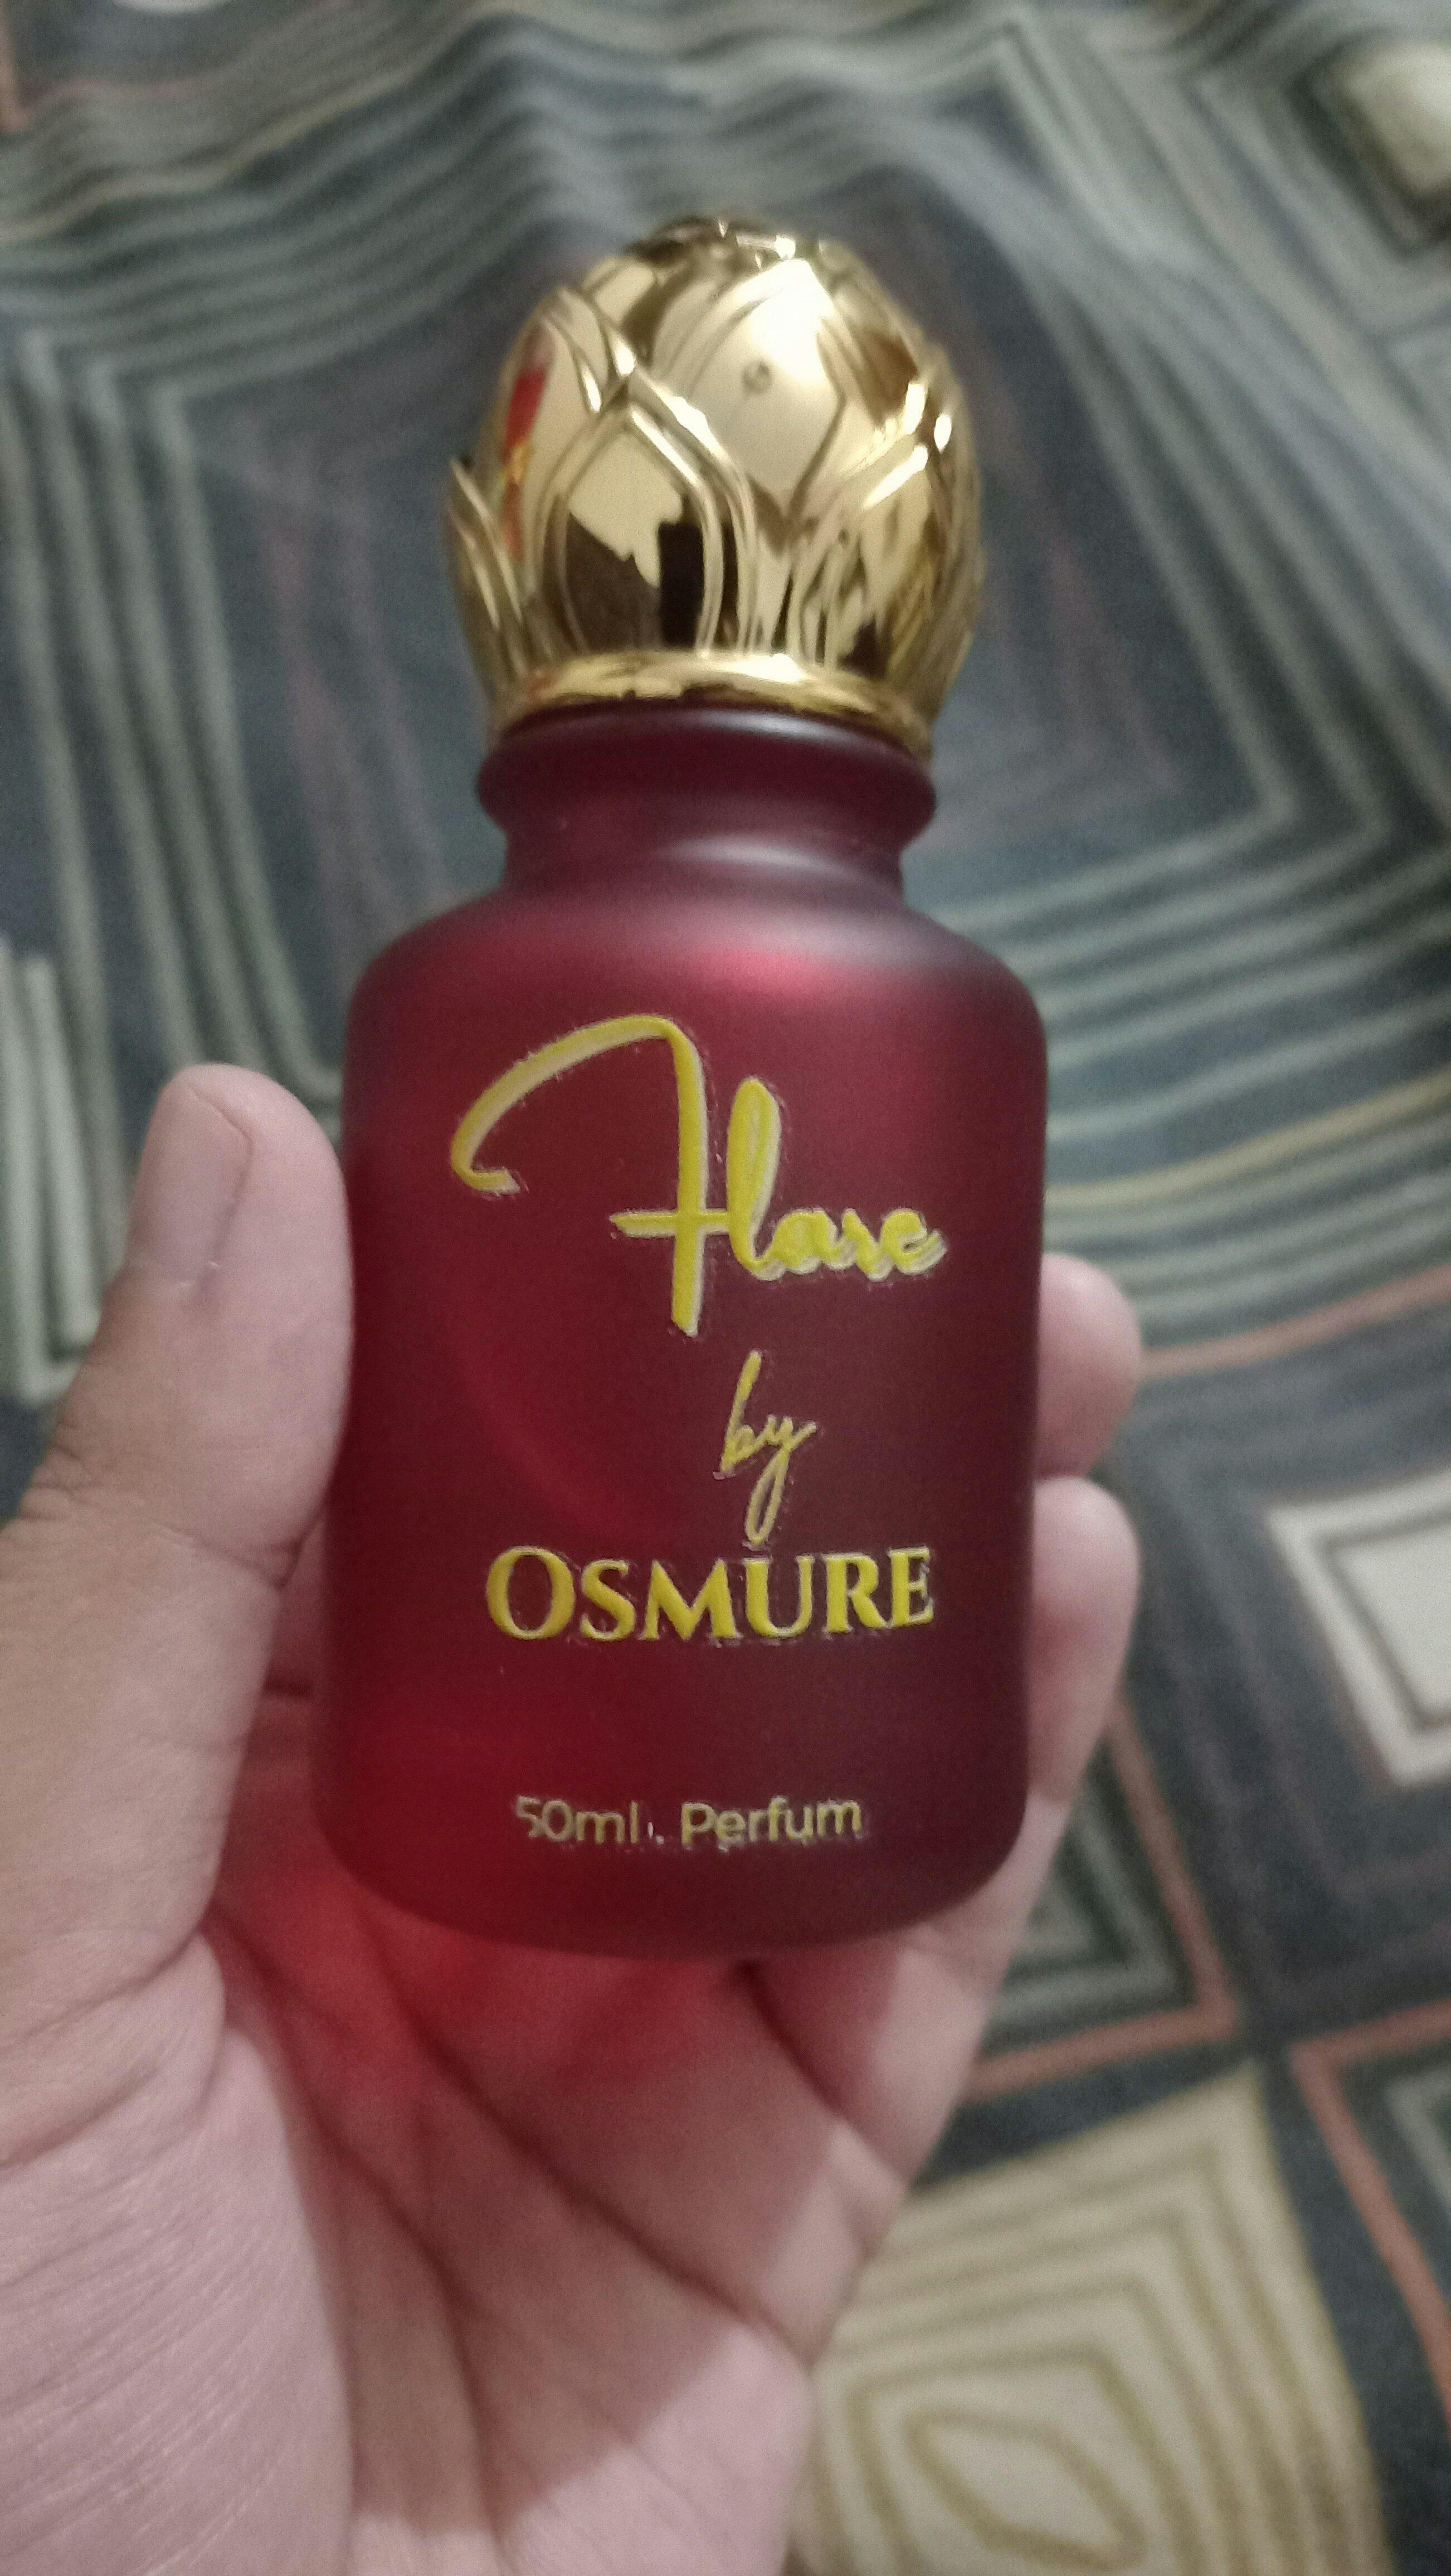 Flare
by
OSMURE
50ml. Perfum